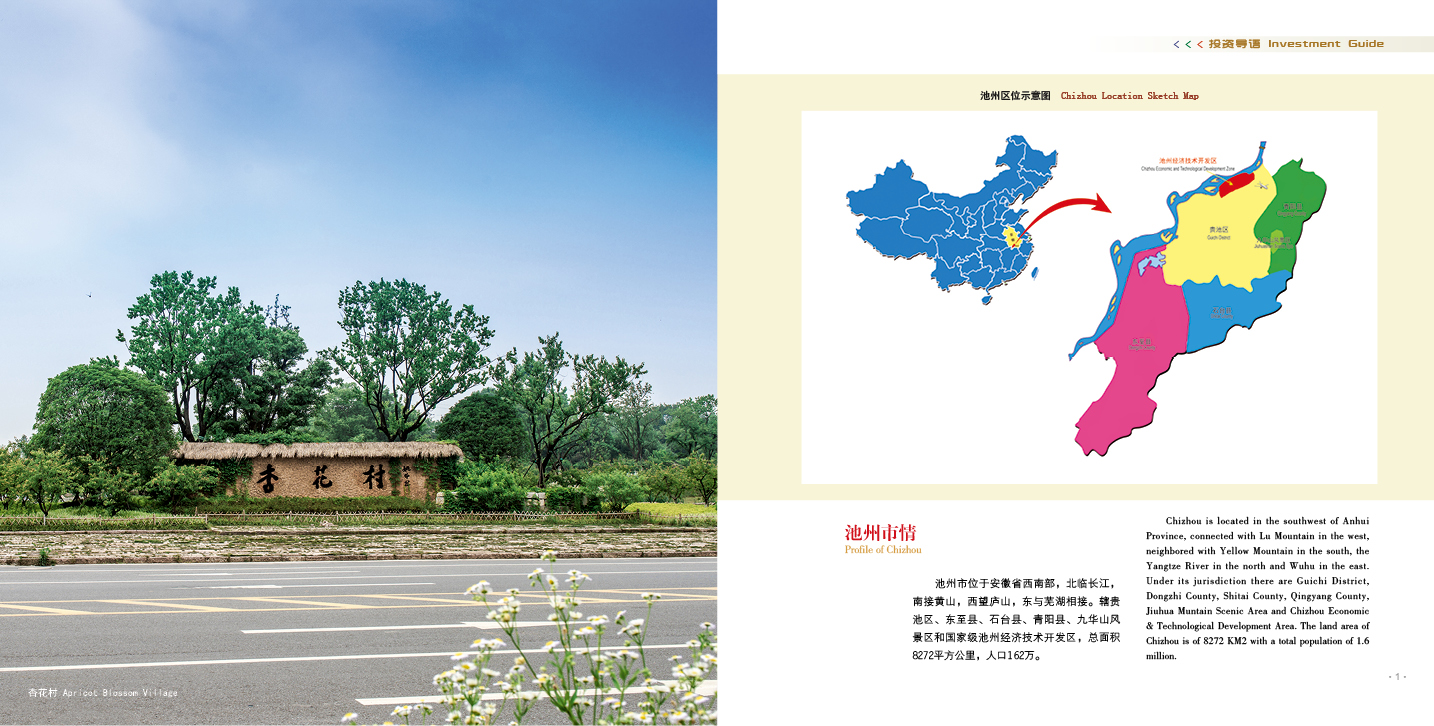 杏花村
杏花村 Apricot Blossom Village
投资导语 Investment Guide
池州区位示意图 Chizhou Location Sketch Map
池州经济技术开发区
Chizhou Economic and Technological Development Zone
贵池区
Guichi District
池州市情
Profile of Chizhou
池州市位于安徽省西南部，北临长江，
南接黄山，西望庐山，东与芜湖相接。辖贵
池区、东至县、石台县、青阳县、九华山风
景区和国家级池州经济技术开发区，总面积
8272平方公里，人口162万。
Chizhou is located in the southwest of Anhui
Province, connected with Lu Mountain in the west,
neighbored with Yellow Mountain in the south, the
Yangtze River in the north and Wuhu in the east.
Under its jurisdiction there are Guichi District,
Dongzhi County, Shitai County, Qingyang County,
Jiuhua Muntain Scenic Area and Chizhou Economic
& Technological Development Area. The land area of
Chizhou is of 8272 KM2 with a total population of 1.6
million.
· 1 ·